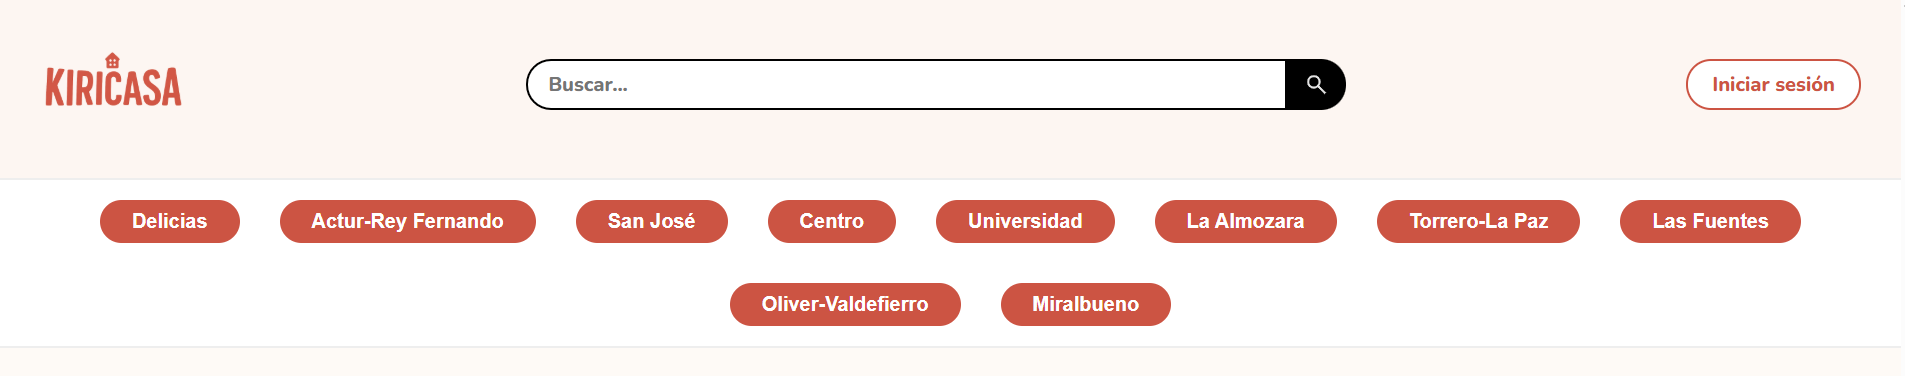 KIRICASA
Buscar...
Iniciar sesión
Delicias
Actur-Rey Fernando
San José
Centro
Universidad
La Almozara
Torrero-La Paz
Las Fuentes
Oliver-Valdefierro
Miralbueno